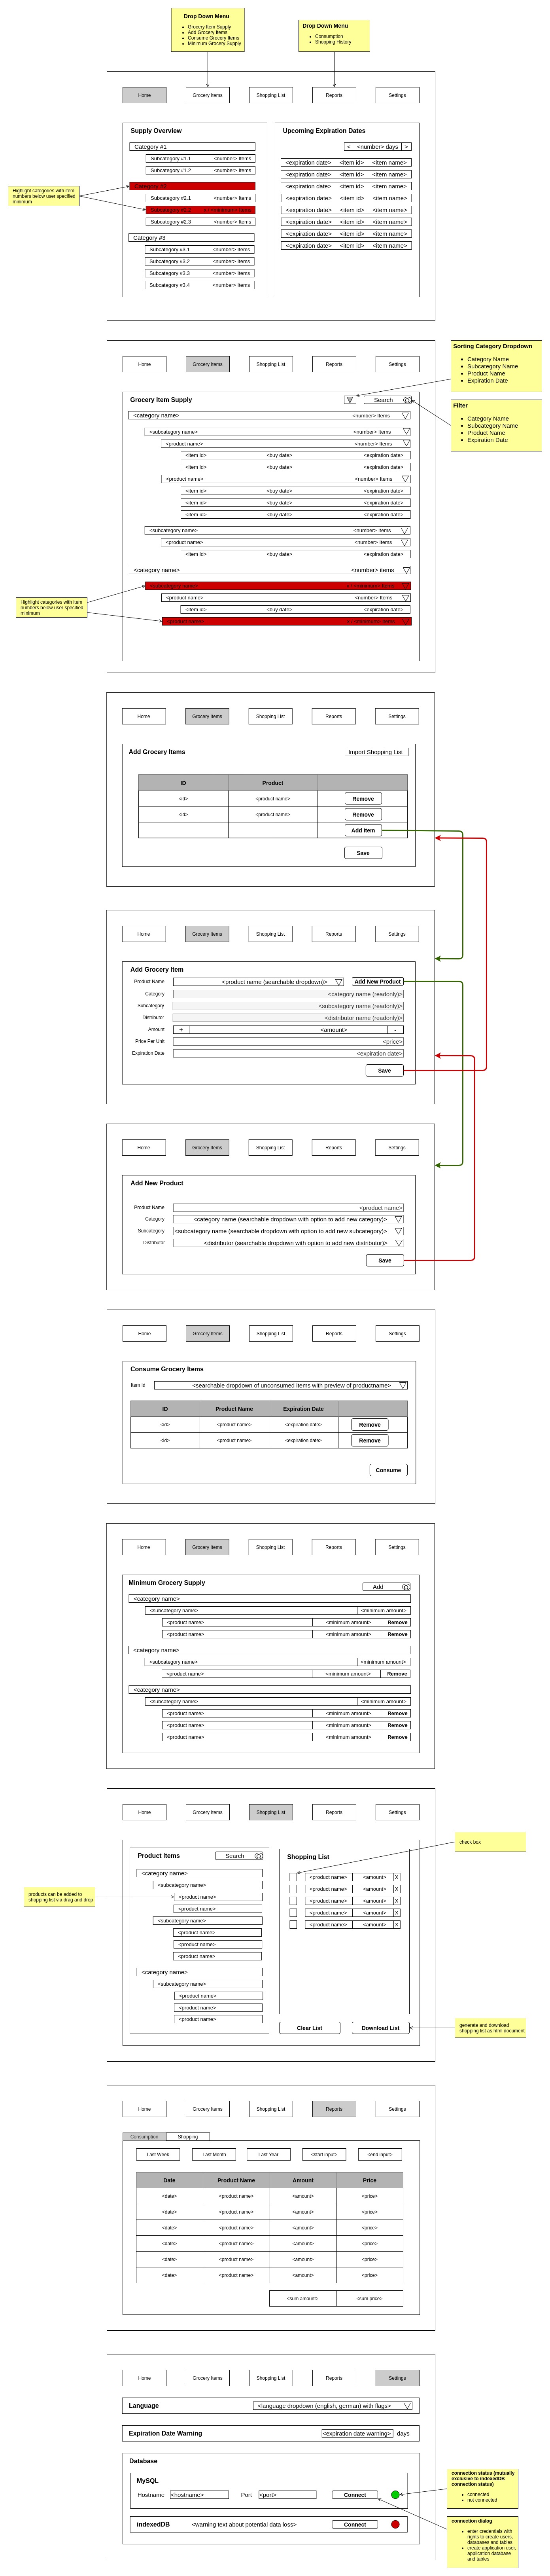 Drop Down Menu
Grocery Item Supply
Add Grocery Items
Consume Grocery Items
Minimum Grocery Supply
Drop Down Menu
Consumption
Shopping History
Home
Grocery Items
Shopping List
Reports
Settings
Supply Overview
Category #1
Subcategory #1.1 <number> Items
Subcategory #1.2 <number> Items
Category #2
Subcategory #2.1 <number> Items
Subcategory #2.3 <number> Items
Category #3
Subcategory #3.1 <number> Items
Subcategory #3.2 <number> Items
Subcategory #3.3 <number> Items
Subcategory #3.4 <number> Items
Upcoming Expiration Dates
< <number> days >
<expiration date> <item id> <item name>
<expiration date> <item id> <item name>
<expiration date> <item id> <item name>
<expiration date> <item id> <item name>
<expiration date> <item id> <item name>
<expiration date> <item id> <item name>
<expiration date> <item id> <item name>
<expiration date> <item id> <item name>
Highlight categories with item
numbers below user specified
minimum
Home
Grocery Items
Shopping List
Reports
Settings
Grocery Item Supply
Search
<category name> <number> Items
<subcategory name> <number> Items
<product name> <number> Items
<item id> <buy date> <expiration date>
<item id> <buy date> <expiration date>
<product name> <number> Items
<item id> <buy date> <expiration date>
<item id> <buy date> <expiration date>
<item id> <buy date> <expiration date>
<subcategory name> <number> Items
<product name> <number> Items
<item id> <buy date> <expiration date>
<category name> <number> items
<subcategory name>
<product name> <number> Items
<item id> <buy date> <expiration date>
<product name>
Sorting Category Dropdown
Category Name
Subcategory Name
Product Name
Expiration Date
Filter
Category Name
Subcategory Name
Product Name
Expiration Date
Highlight categories with item
numbers below user specified
minimum
Home
Grocery Items
Shopping List
Reports
Settings
Add Grocery Items
Import Shopping List
ID Product
<id> <product name> Remove
<id> <product name> Remove
Add Item
Save
Home
Grocery Items
Shopping List
Reports
Settings
Add Grocery Item
Product Name <product name (searchable dropdown)> Add New Product
Category <category name (readonly)>
Subcategory <subcategory name (readonly)>
Distributor <distributor name (readonly)>
Amount + <amount> -
Price Per Unit <price>
Expiration Date <expiration date>
Save
Home
Grocery Items
Shopping List
Reports
Settings
Add New Product
Product Name <product name>
Category <category name (searchable dropdown with option to add new category)>
Subcategory <subcategory name (searchable dropdown with option to add new subcategory)>
Distributor <distributor (searchable dropdown with option to add new distributor)>
Save
Home
Grocery Items
Shopping List
Reports
Settings
Consume Grocery Items
Item Id <searchable dropdown of unconsumed items with preview of productname>
ID Product Name Expiration Date
<id> <product name> <expiration date> Remove
<id> <product name> <expiration date> Remove
Consume
Home
Grocery Items
Shopping List
Reports
Settings
Minimum Grocery Supply
Add
<category name>
<subcategory name> <minimum amount>
<product name> <minimum amount> Remove
<product name> <minimum amount> Remove
<category name>
<subcategory name> <minimum amount>
<product name> <minimum amount> Remove
<category name>
<subcategory name> <minimum amount>
<product name> <minimum amount> Remove
<product name> <minimum amount> Remove
<product name> <minimum amount> Remove
Home
Grocery Items
Shopping List
Reports
Settings
Product Items
Search
<category name>
<subcategory name>
<product name>
<product name>
<subcategory name>
<product name>
<product name>
<product name>
<category name>
<subcategory name>
<product name>
<product name>
<product name>
Shopping List
<product name> <amount> X
<product name> <amount> X
<product name> <amount> X
<product name> <amount> X
<product name> <amount> X
Clear List
Download List
check box
products can be added to
shopping list via drag and drop
generate and download
shopping list as html document
Home
Grocery Items
Shopping List
Reports
Settings
Consumption
Shopping
Last Week
Last Month
Last Year
<start input>
<end input>
Date Product Name Amount Price
<date> <product name> <amount> <price>
<date> <product name> <amount> <price>
<date> <product name> <amount> <price>
<date> <product name> <amount> <price>
<date> <product name> <amount> <price>
<date> <product name> <amount> <price>
<sum amount> <sum price>
Home
Grocery Items
Shopping List
Reports
Settings
Language <language dropdown (english, german) with flags>
Expiration Date Warning <expiration date warning> days
Database
MySQL
Hostname <hostname> Port <port> Connect
indexedDB <warning text about potential data loss> Connect
connection status (mutually
exclusive to indexedDB
connection status)
connected
not connected
connection dialog
enter credentials with
rights to create users,
databases and tables
create application user,
application database
and tables